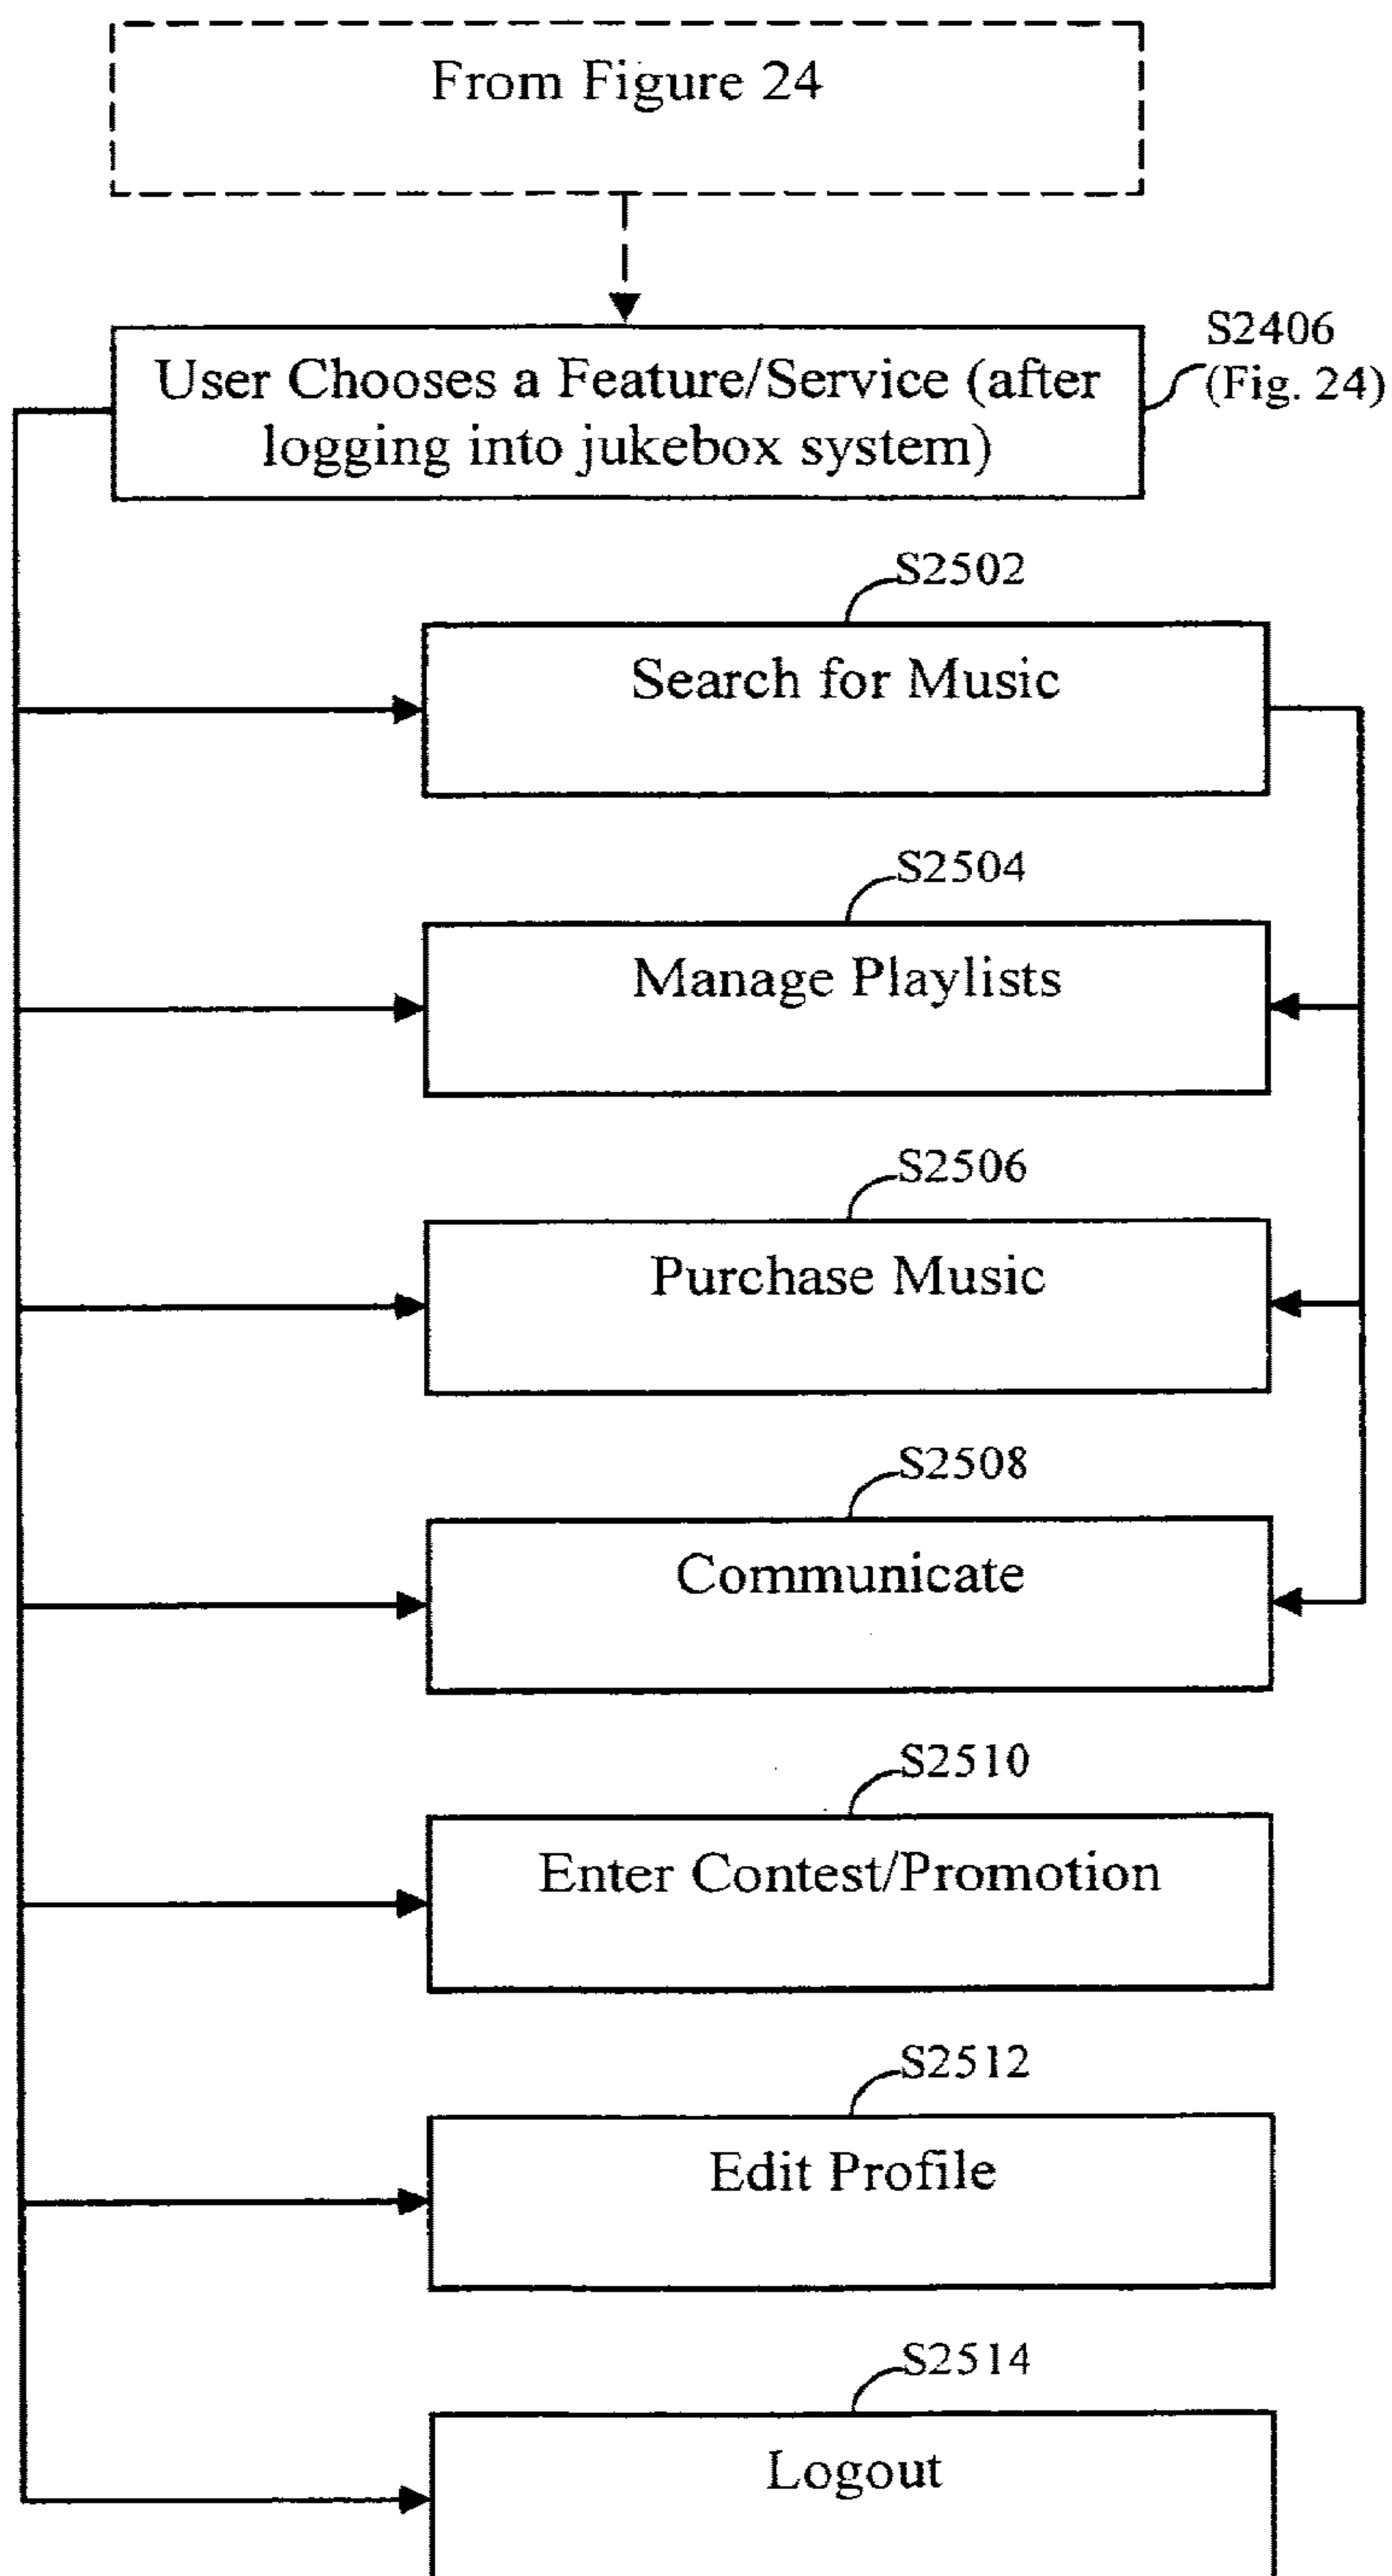 From Figure 24
S2406
(Fig. 24)
User Chooses a Feature/Service (after
logging into jukebox system)
S2502
Search for Music
S2504
Manage Playlists
S2506
Purchase Music
S2508
Communicate
S2510
Enter Contest/Promotion
S2512
Edit Profile
S2514
Logout